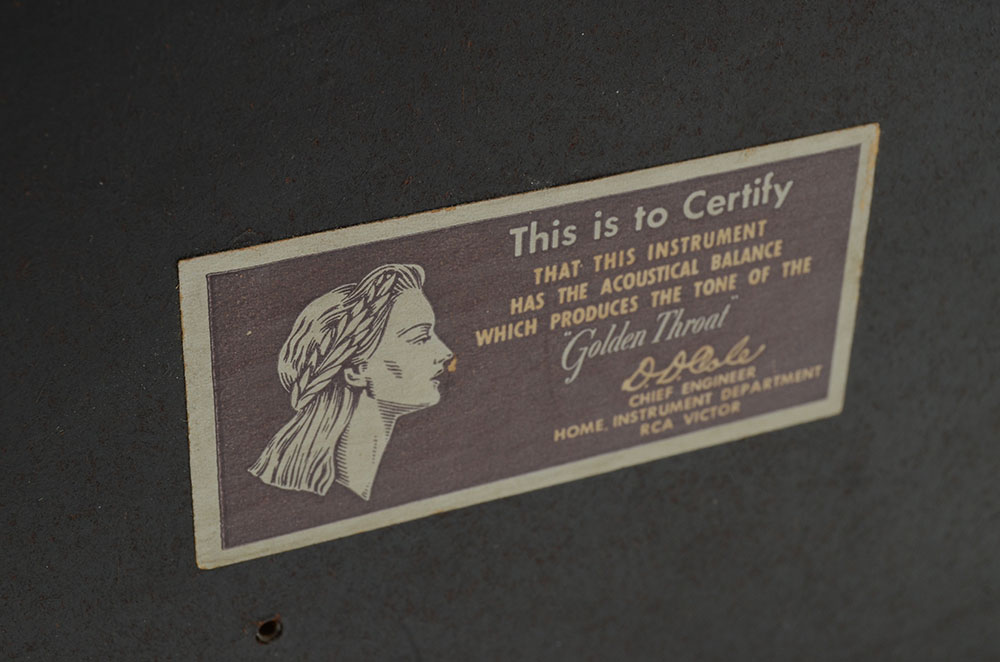 This is to Certify
THAT THIS INSTRUMENT
HAS THE ACOUSTICAL BALANCE
WHICH PRODUCES THE TONE OF THE
"Golden Throat"
D. D. Cole
CHIEF ENGINEER
HOME INSTRUMENT DEPARTMENT
RCA VICTOR